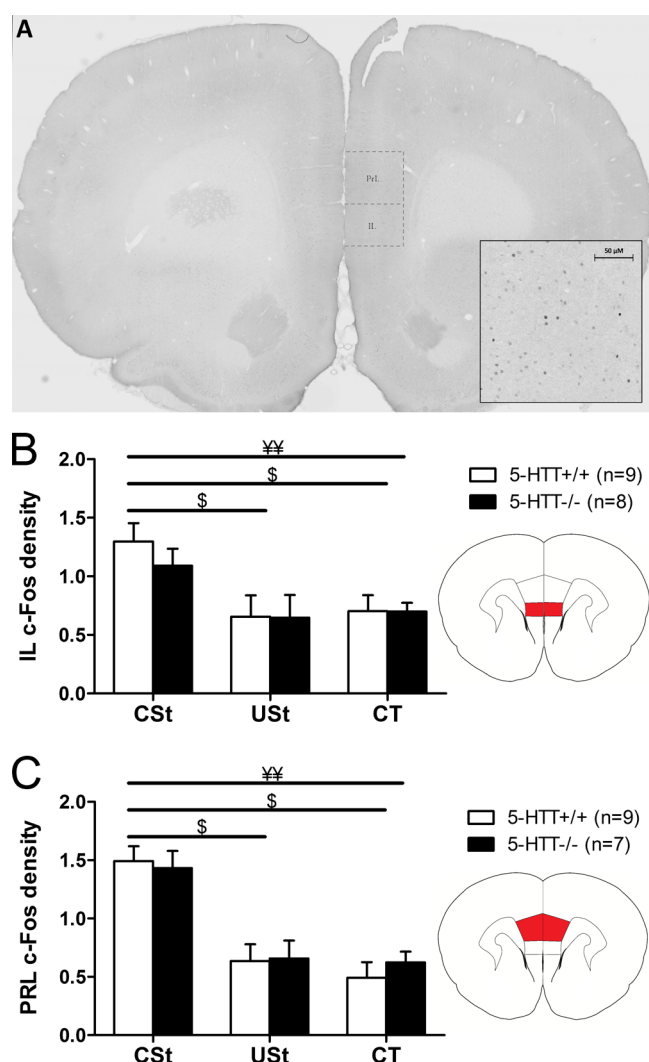 A
PrL
IL
50 µM
B
¥¥
$
$
2.0
1.5
1.0
0.5
0.0
IL c-Fos density
CSt USt CT
5-HTT+/+ (n=9)
5-HTT-/- (n=8)
C
¥¥
$
$
2.0
1.5
1.0
0.5
0.0
PRL c-Fos density
CSt USt CT
5-HTT+/+ (n=9)
5-HTT-/- (n=7)